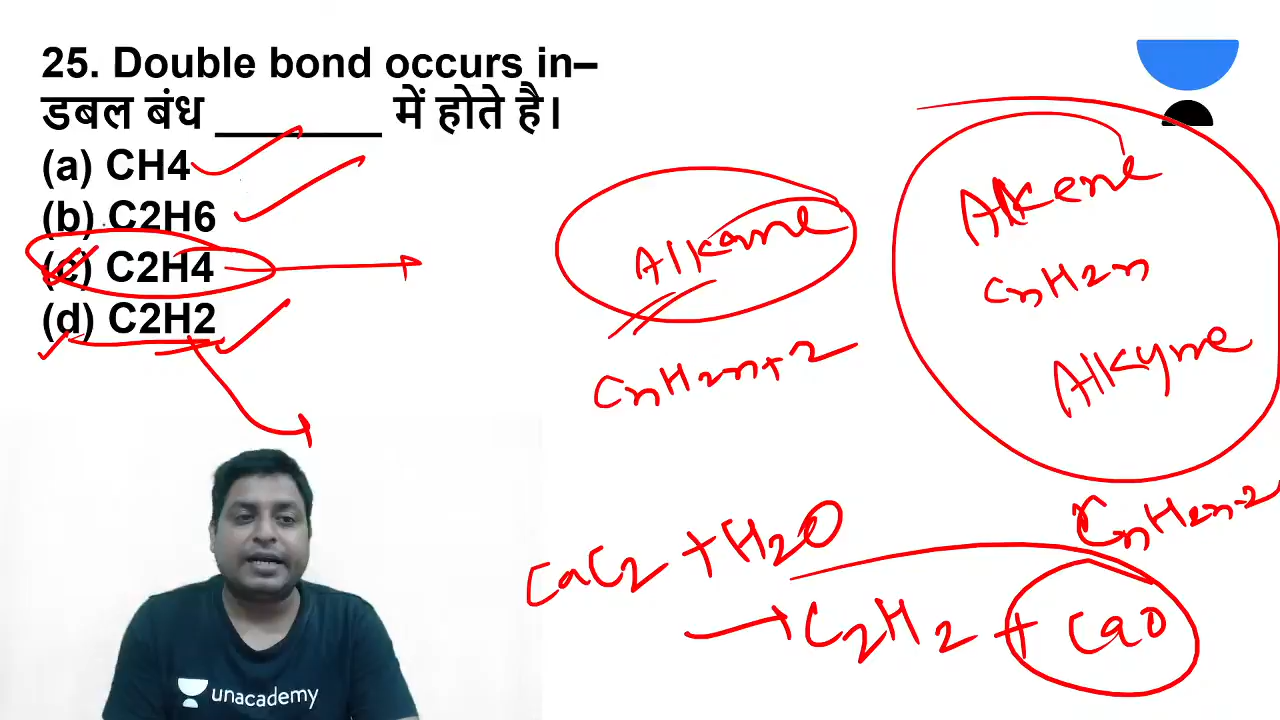 25. Double bond occurs in–
डबल बंध _______ में होते है।
(a) CH4
(b) C2H6
(c) C2H4
(d) C2H2
Alkane
CnH2n+2
Alkene
CnH2n
Alkyne
CnH2n-2
CaC2 + H2O
→ C2H2 + CaO
unacademy